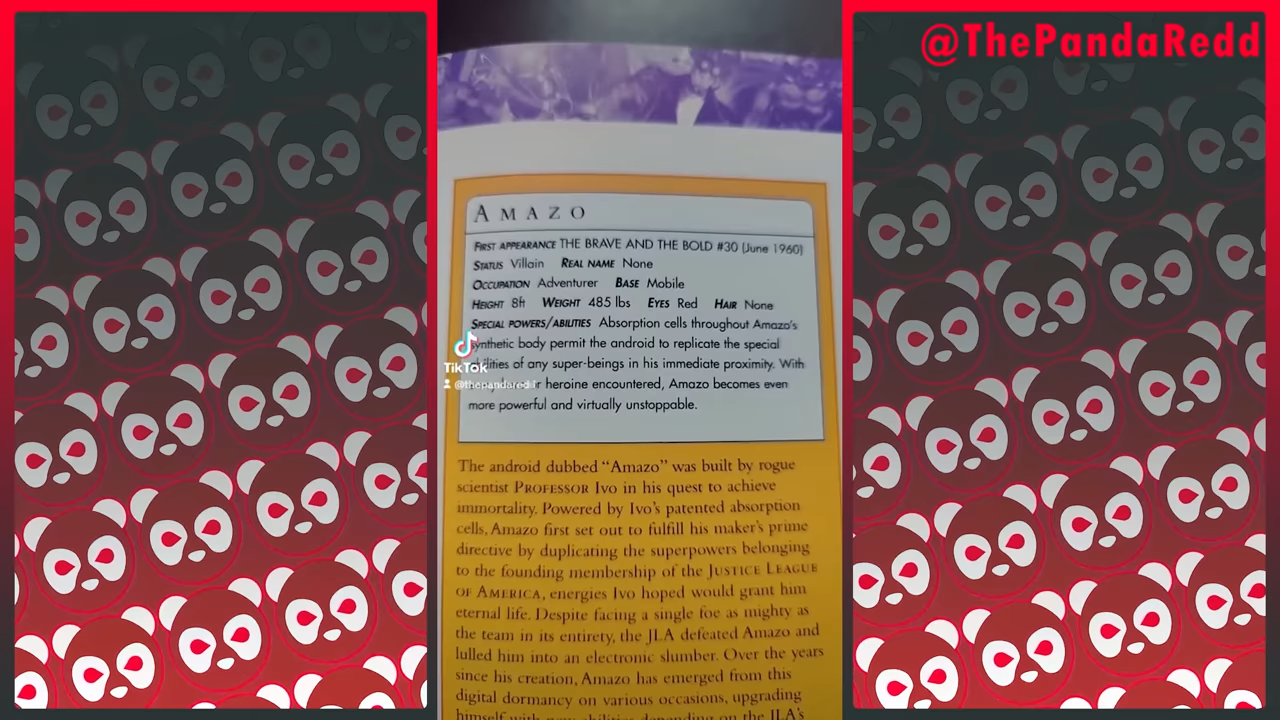 @ThePandaRedd
AMAZO
FIRST APPEARANCE THE BRAVE AND THE BOLD #30 (June 1960)
STATUS Villain REAL NAME None
OCCUPATION Adventurer BASE Mobile
HEIGHT 8ft WEIGHT 485 lbs EYES Red HAIR None
SPECIAL POWERS/ABILITIES Absorption cells throughout Amazo's
synthetic body permit the android to replicate the special
of any super-beings in his immediate proximity. With
heroine encountered, Amazo becomes even
more powerful and virtually unstoppable.
TikTok
@thepandaredd
The android dubbed "Amazo" was built by rogue
scientist PROFESSOR IVO in his quest to achieve
immortality. Powered by Ivo's patented absorption
cells, Amazo first set out to fulfill his maker's prime
directive by duplicating the superpowers belonging
to the founding membership of the JUSTICE LEAGUE
OF AMERICA, energies Ivo hoped would grant him
eternal life. Despite facing a single foe as mighty as
the team in its entirety, the JLA defeated Amazo and
lulled him into an electronic slumber. Over the years
since his creation, Amazo has emerged from this
digital dormancy on various occasions, upgrading
himself with new abilities depending on the JLA's